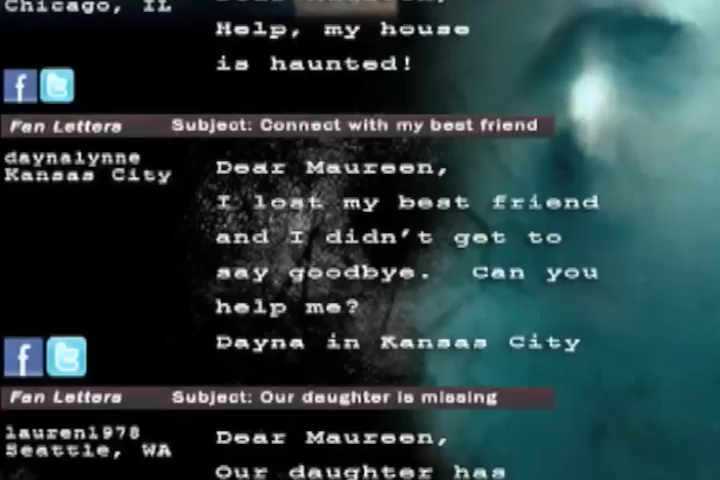 Chicago, IL
Dear Maureen,
Help, my house
is haunted!
Fan Letters Subject: Connect with my best friend
daynalynne
Kansas City
Dear Maureen,
I lost my best friend
and I didn't get to
say goodbye. Can you
help me?
Dayna in Kansas City
Fan Letters Subject: Our daughter is missing
lauren1978
Seattle, WA
Dear Maureen,
Our daughter has